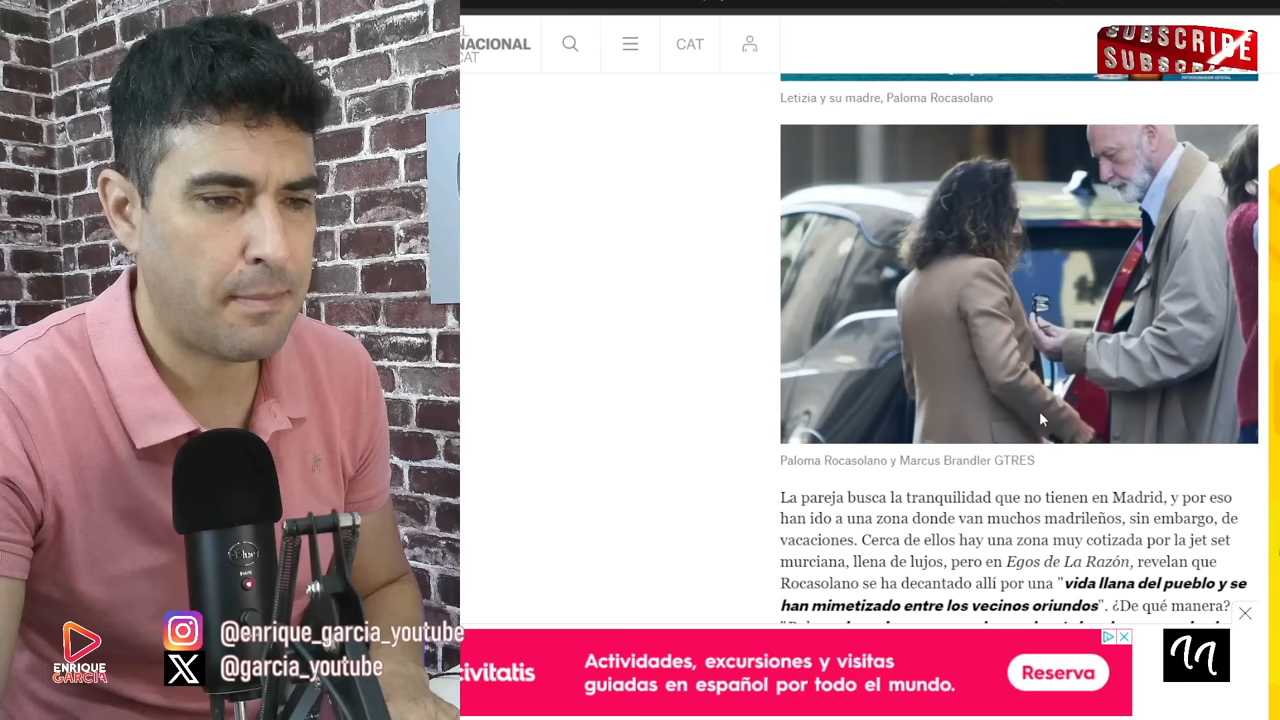 NACIONAL
CAT
CAT
SUBSCRIBE
Letizia y su madre, Paloma Rocasolano
Paloma Rocasolano y Marcus Brandler GTRES
La pareja busca la tranquilidad que no tienen en Madrid, y por eso
han ido a una zona donde van muchos madrileños, sin embargo, de
vacaciones. Cerca de ellos hay una zona muy cotizada por la jet set
murciana, llena de lujos, pero en Egos de La Razón, revelan que
Rocasolano se ha decantado allí por una "vida llana del pueblo y se
han mimetizado entre los vecinos oriundos". ¿De qué manera?
@enrique_garcia_youtube
@garcia_youtube
ENRIQUE
GARCIA
civitatis
Actividades, excursiones y visitas
guiadas en español por todo el mundo.
Reserva